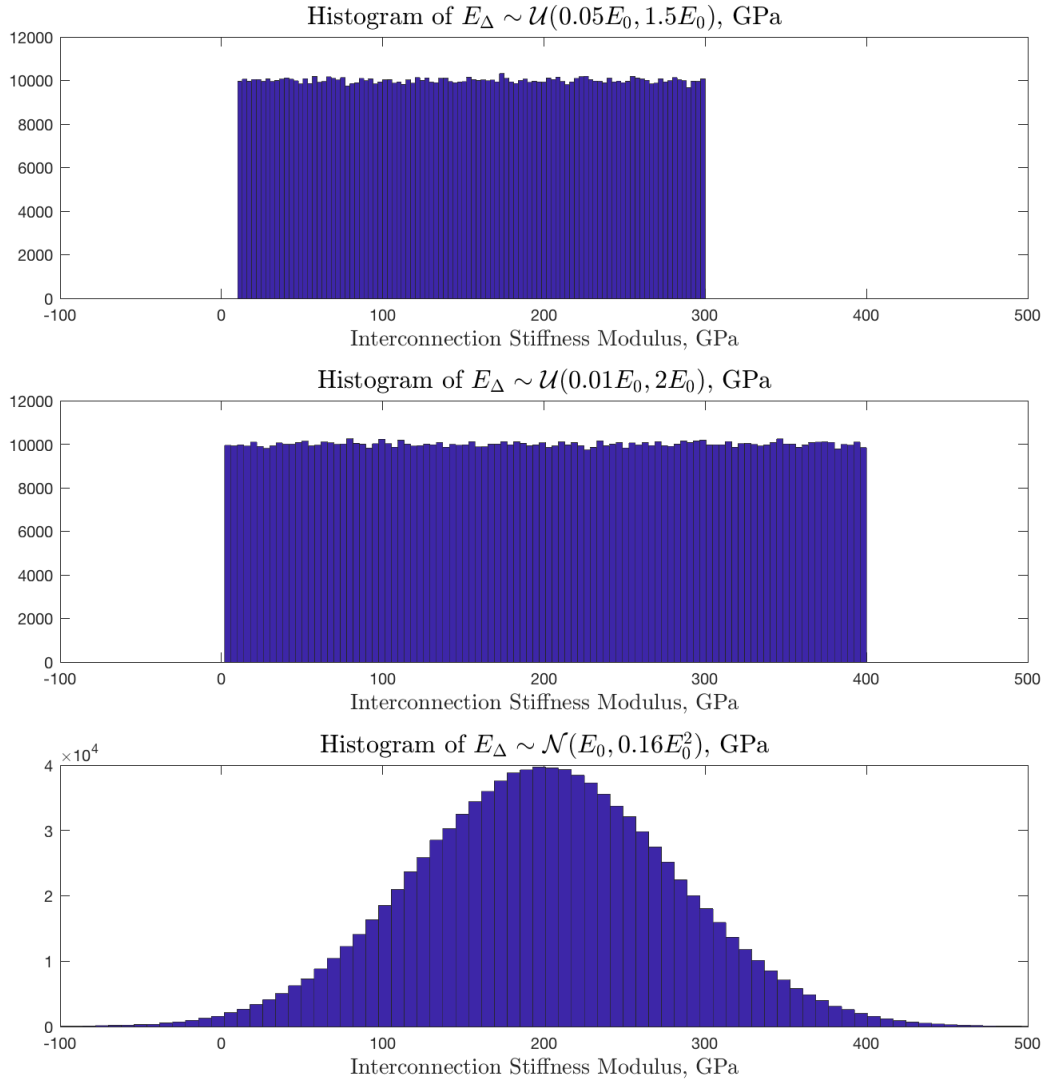 Histogram of E_Δ ∼ U(0.05E_0, 1.5E_0), GPa
12000
10000
8000
6000
4000
2000
0
-100 0 100 200 300 400 500
Interconnection Stiffness Modulus, GPa
Histogram of E_Δ ∼ U(0.01E_0, 2E_0), GPa
12000
10000
8000
6000
4000
2000
0
-100 0 100 200 300 400 500
Interconnection Stiffness Modulus, GPa
Histogram of E_Δ ∼ N(E_0, 0.16E_0^2), GPa
×10^4
4
3
2
1
0
-100 0 100 200 300 400 500
Interconnection Stiffness Modulus, GPa